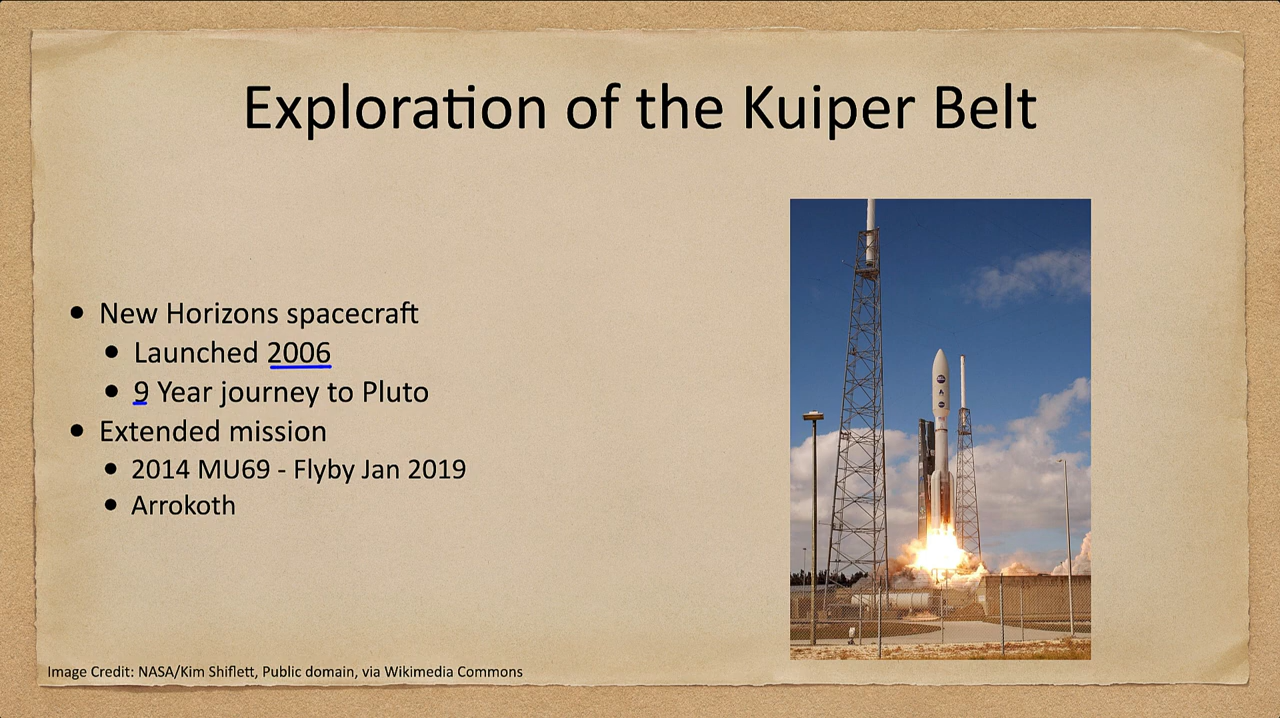 Exploration of the Kuiper Belt
• New Horizons spacecraft
• Launched 2006
• 9 Year journey to Pluto
• Extended mission
• 2014 MU69 - Flyby Jan 2019
• Arrokoth
Image Credit: NASA/Kim Shiflett, Public domain, via Wikimedia Commons